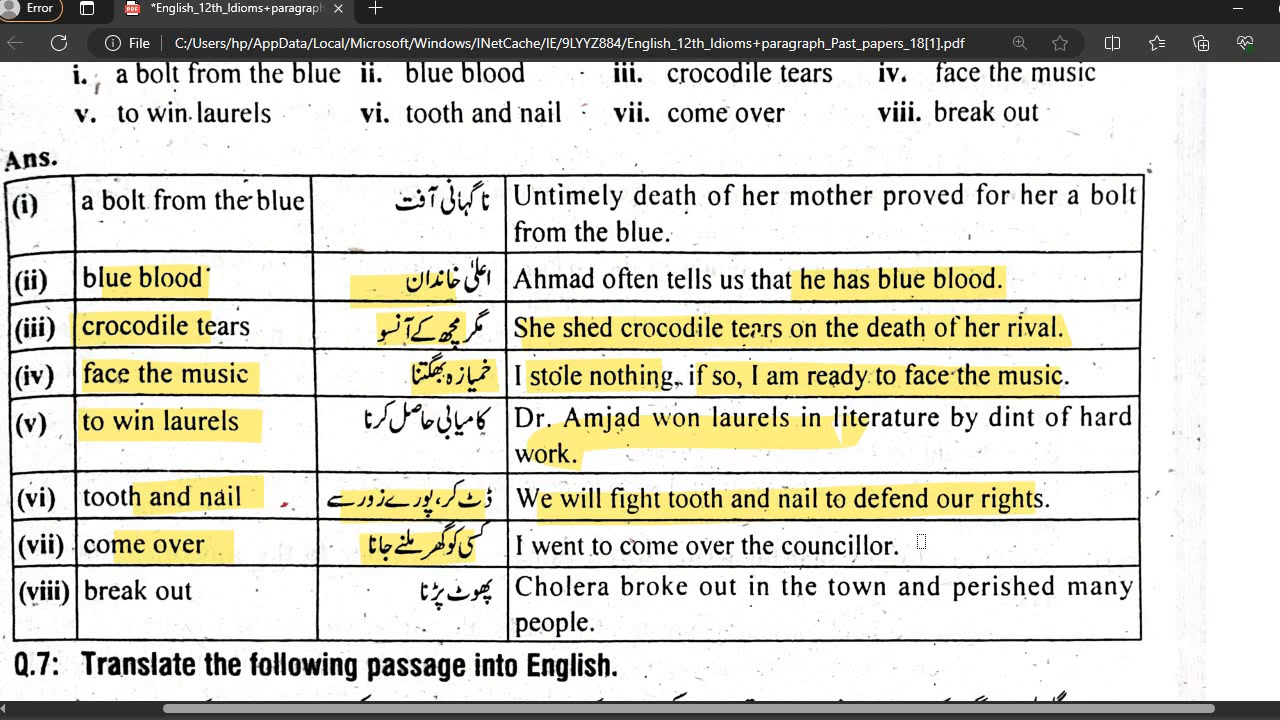 Error
*English_12th_Idioms+paragraph
File
C:/Users/hp/AppData/Local/Microsoft/Windows/INetCache/IE/9LYYZ884/English_12th_Idioms+paragraph_Past_papers_18[1].pdf
i. a bolt from the blue ii. blue blood iii. crocodile tears iv. face the music
v. to win laurels vi. tooth and nail vii. come over viii. break out
Ans.
(i) a bolt from the blue ناگہانی آفت Untimely death of her mother proved for her a bolt
from the blue.
(ii) blue blood اعلیٰ خاندان Ahmad often tells us that he has blue blood.
(iii) crocodile tears مگر مچھ کے آنسو She shed crocodile tears on the death of her rival.
(iv) face the music خمیازہ بھگتنا I stole nothing, if so, I am ready to face the music.
(v) to win laurels کامیابی حاصل کرنا Dr. Amjad won laurels in literature by dint of hard
work.
(vi) tooth and nail ڈٹ کر، پورے زور سے We will fight tooth and nail to defend our rights.
(vii) come over کسی کو گھر ملنے جانا I went to come over the councillor.
(viii) break out پھوٹ پڑنا Cholera broke out in the town and perished many
people.
Q.7: Translate the following passage into English.